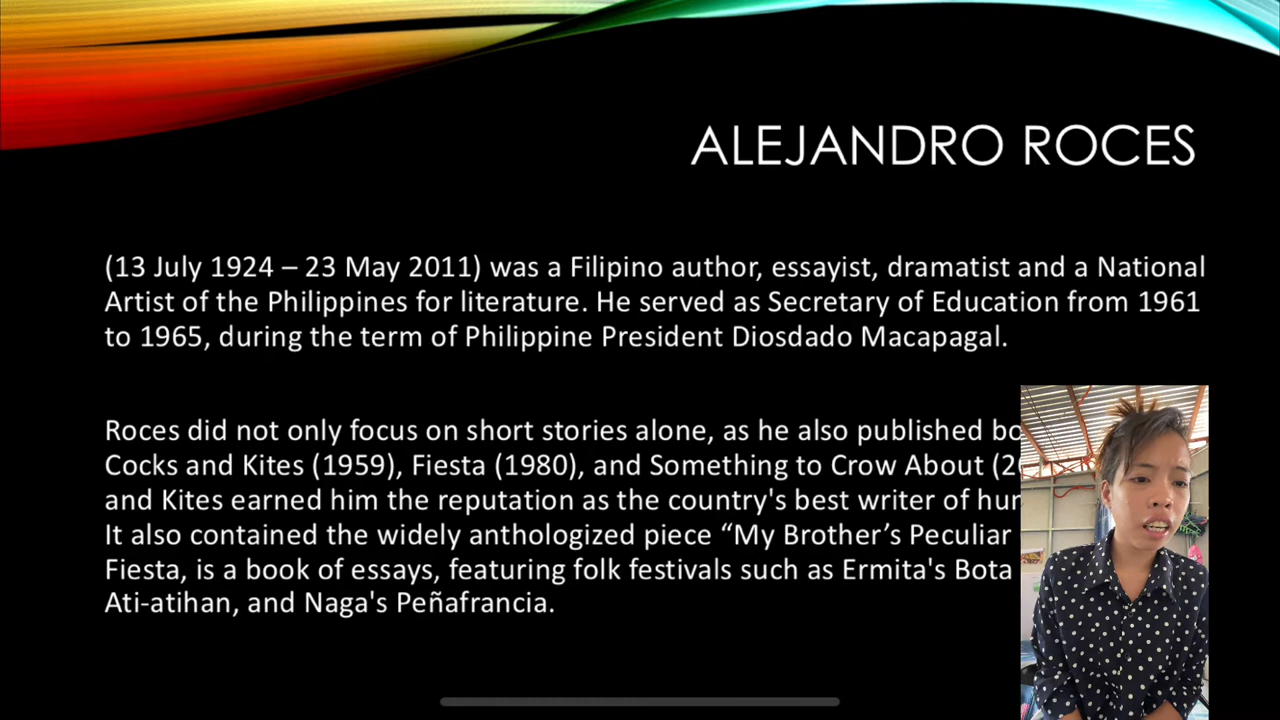 ALEJANDRO ROCES
(13 July 1924 – 23 May 2011) was a Filipino author, essayist, dramatist and a National
Artist of the Philippines for literature. He served as Secretary of Education from 1961
to 1965, during the term of Philippine President Diosdado Macapagal.
Roces did not only focus on short stories alone, as he also published
Cocks and Kites (1959), Fiesta (1980), and Something to Crow About
and Kites earned him the reputation as the country's best writer of
It also contained the widely anthologized piece “My Brother’s Peculiar
Fiesta, is a book of essays, featuring folk festivals such as Ermita's Bota
Ati-atihan, and Naga's Peñafrancia.